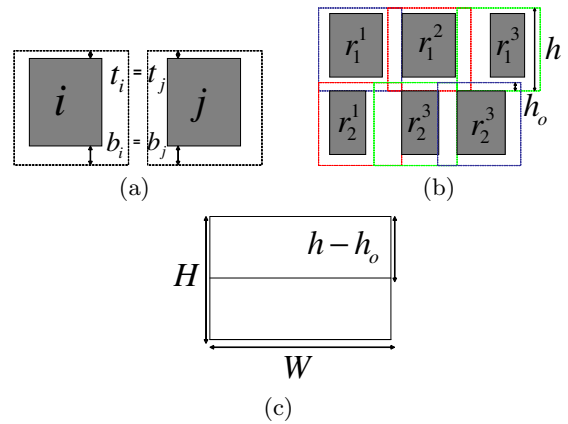 i t_i = t_j j
b_i = b_j
(a)
r_1^1 r_1^2 r_1^3 h
h_o
r_2^1 r_2^3 r_2^3
(b)
h − h_o
H
W
(c)